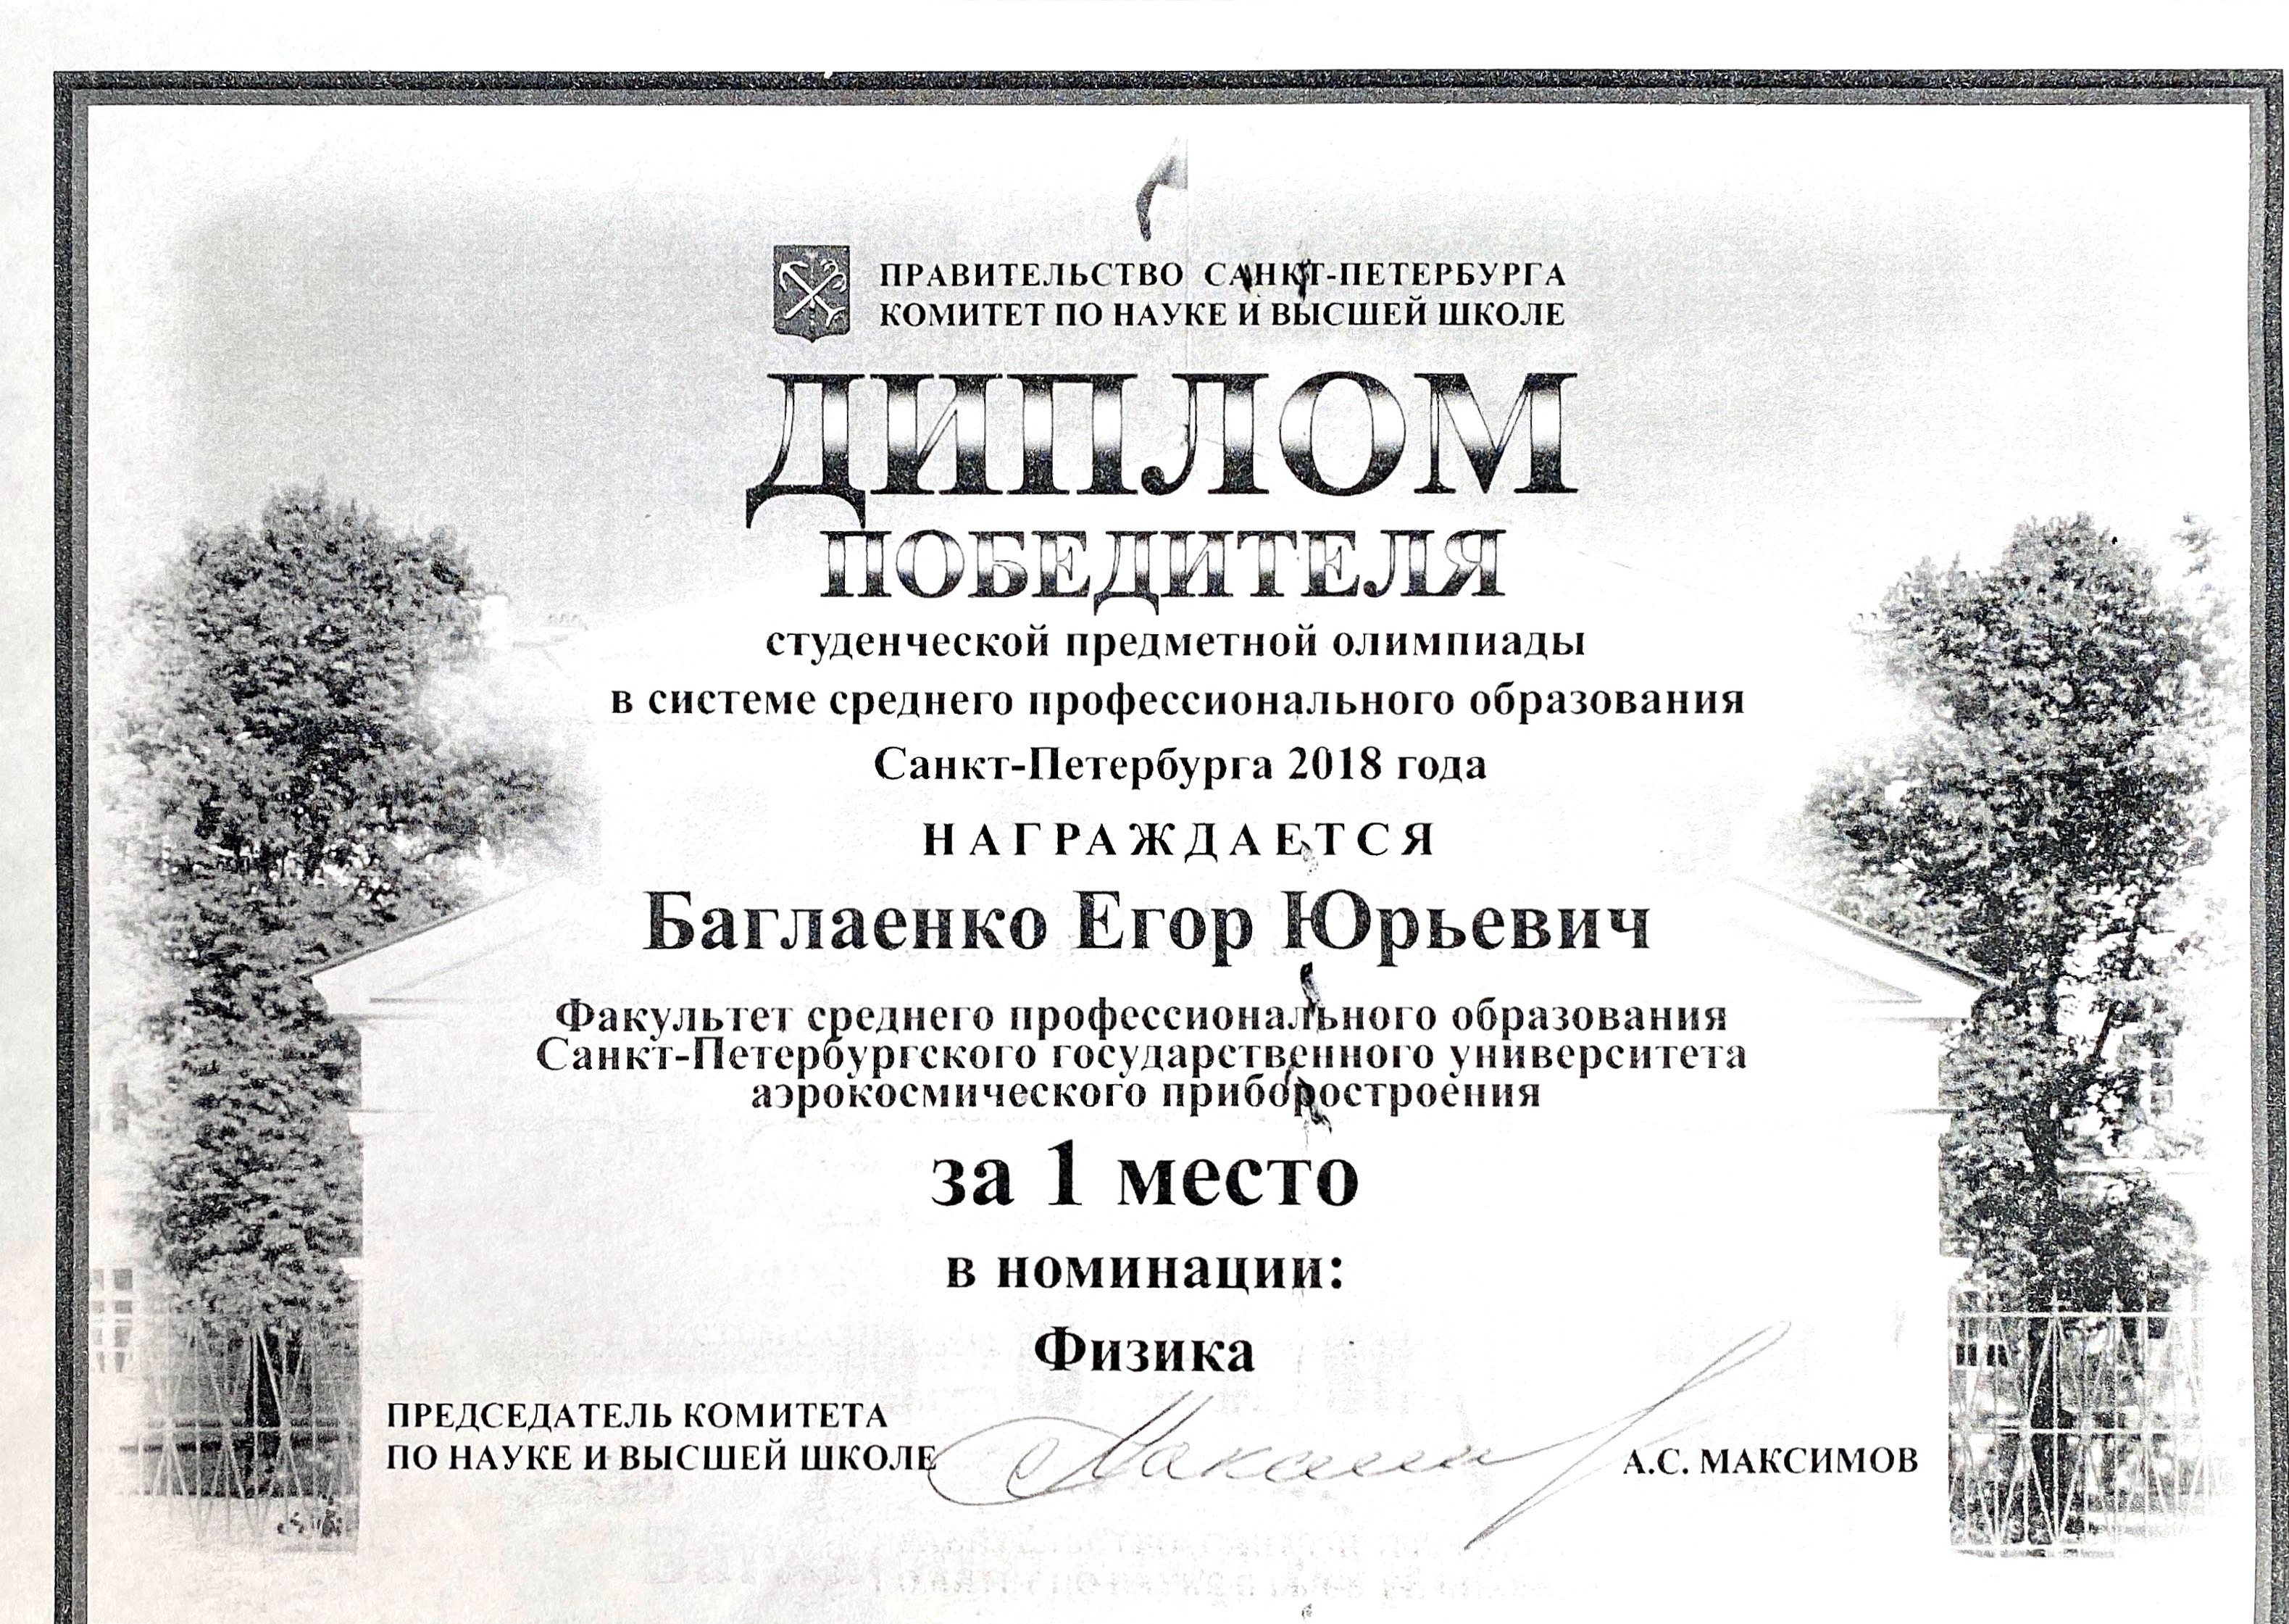 ПРАВИТЕЛЬСТВО САНКТ-ПЕТЕРБУРГА
КОМИТЕТ ПО НАУКЕ И ВЫСШЕЙ ШКОЛЕ
ДИПЛОМ
ПОБЕДИТЕЛЯ
студенческой предметной олимпиады
в системе среднего профессионального образования
Санкт-Петербурга 2018 года
НАГРАЖДАЕТСЯ
Баглаенко Егор Юрьевич
Факультет среднего профессионального образования
Санкт-Петербургского государственного университета
аэрокосмического приборостроения
за 1 место
в номинации:
Физика
ПРЕДСЕДАТЕЛЬ КОМИТЕТА
ПО НАУКЕ И ВЫСШЕЙ ШКОЛЕ
А.С. МАКСИМОВ